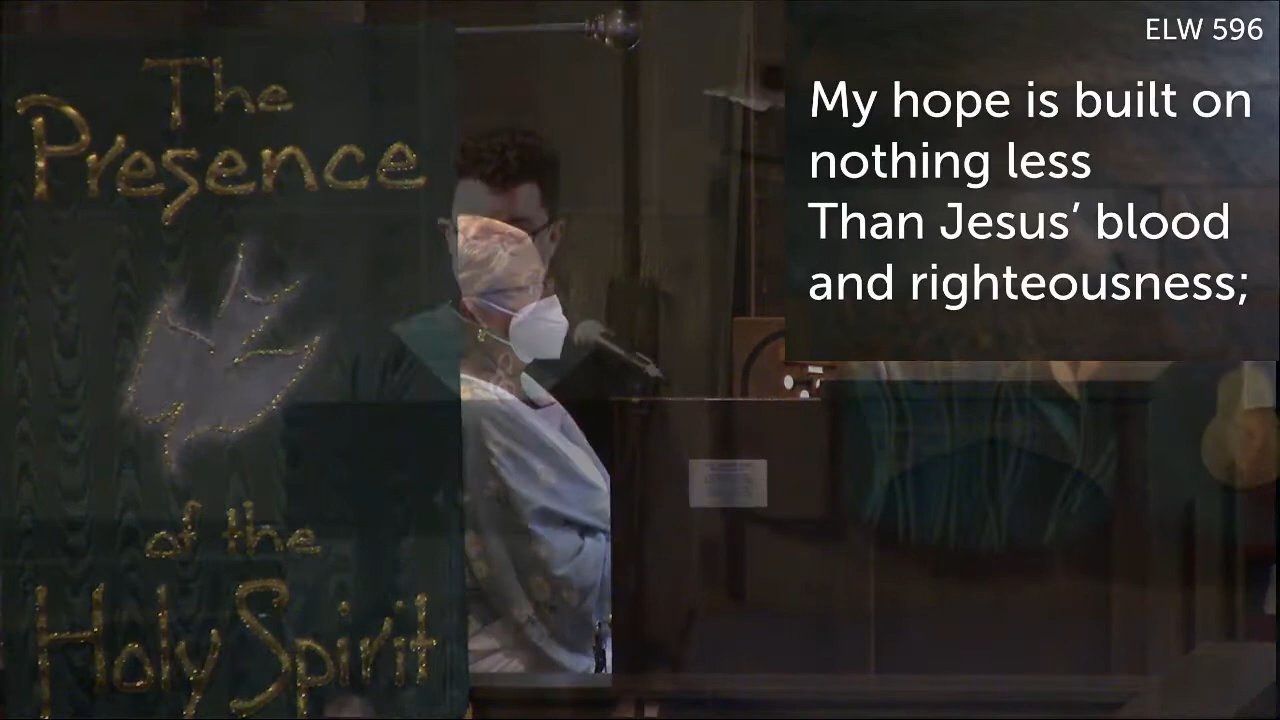 The
Presence
of the
Holy Spirit
ELW 596
My hope is built on
nothing less
Than Jesus’ blood
and righteousness;